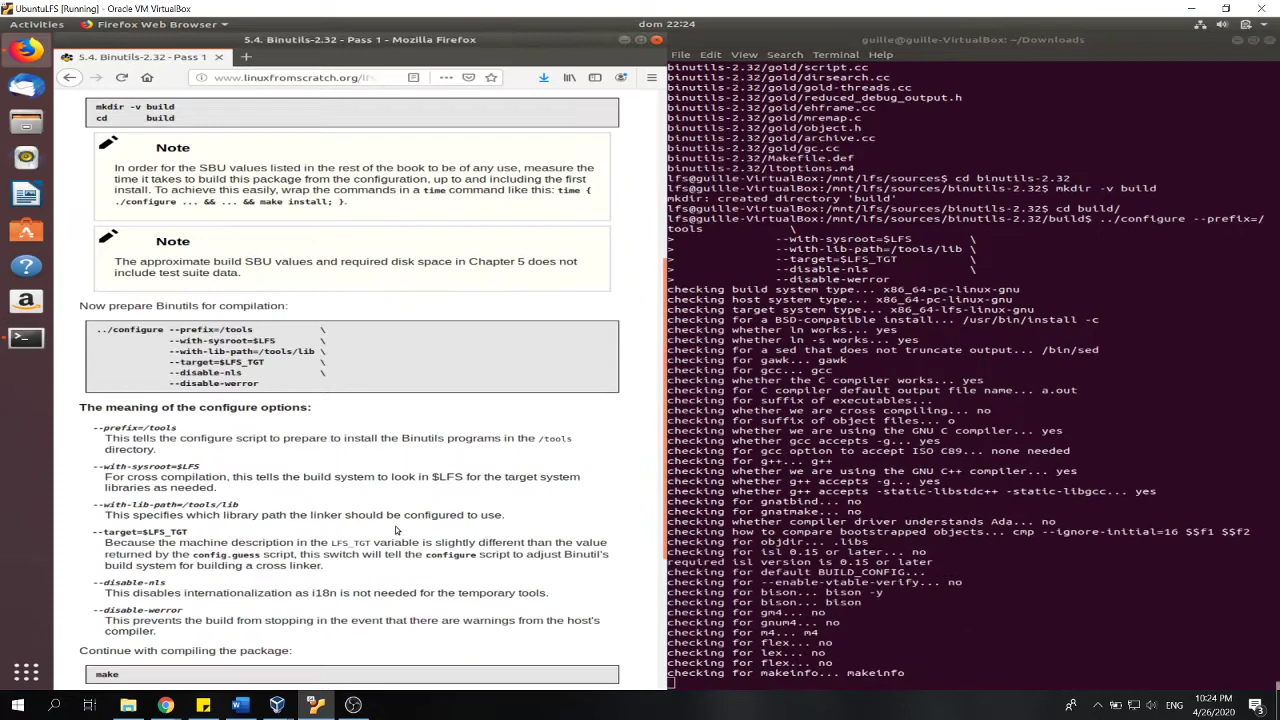 UbuntuLFS [Running] - Oracle VM VirtualBox
Activities
Firefox Web Browser
dom 22:24
5.4. Binutils-2.32 - Pass 1 - Mozilla Firefox
5.4. Binutils-2.32 - Pass 1
www.linuxfromscratch.org/lf
mkdir -v build
cd       build
Note
In order for the SBU values listed in the rest of the book to be of any use, measure the
time it takes to build this package from the configuration, up to and including the first
install. To achieve this easily, wrap the commands in a time command like this: time {
./configure ... && ... && make install; }.
Note
The approximate build SBU values and required disk space in Chapter 5 does not
include test suite data.
Now prepare Binutils for compilation:
../configure --prefix=/tools            \
--with-sysroot=$LFS        \
--with-lib-path=/tools/lib \
--target=$LFS_TGT          \
--disable-nls              \
--disable-werror
The meaning of the configure options:
--prefix=/tools
This tells the configure script to prepare to install the Binutils programs in the /tools
directory.
--with-sysroot=$LFS
For cross compilation, this tells the build system to look in $LFS for the target system
libraries as needed.
--with-lib-path=/tools/lib
This specifies which library path the linker should be configured to use.
--target=$LFS_TGT
Because the machine description in the LFS_TGT variable is slightly different than the value
returned by the config.guess script, this switch will tell the configure script to adjust Binutil's
build system for building a cross linker.
--disable-nls
This disables internationalization as i18n is not needed for the temporary tools.
--disable-werror
This prevents the build from stopping in the event that there are warnings from the host's
compiler.
Continue with compiling the package:
make
guille@guille-VirtualBox: ~/Downloads
File Edit View Search Terminal Help
binutils-2.32/gold/script.cc
binutils-2.32/gold/dirsearch.cc
binutils-2.32/gold/gold-threads.cc
binutils-2.32/gold/reduced_debug_output.h
binutils-2.32/gold/ehframe.cc
binutils-2.32/gold/mremap.c
binutils-2.32/gold/object.h
binutils-2.32/gold/archive.cc
binutils-2.32/gold/gc.cc
binutils-2.32/Makefile.def
binutils-2.32/ltoptions.m4
lfs@guille-VirtualBox:/mnt/lfs/sources$ cd binutils-2.32
lfs@guille-VirtualBox:/mnt/lfs/sources/binutils-2.32$ mkdir -v build
mkdir: created directory 'build'
lfs@guille-VirtualBox:/mnt/lfs/sources/binutils-2.32$ cd build/
lfs@guille-VirtualBox:/mnt/lfs/sources/binutils-2.32/build$ ../configure --prefix=/
tools            \
>              --with-sysroot=$LFS        \
>              --with-lib-path=/tools/lib \
>              --target=$LFS_TGT          \
>              --disable-nls              \
>              --disable-werror
checking build system type... x86_64-pc-linux-gnu
checking host system type... x86_64-pc-linux-gnu
checking target system type... x86_64-lfs-linux-gnu
checking for a BSD-compatible install... /usr/bin/install -c
checking whether ln works... yes
checking whether ln -s works... yes
checking for a sed that does not truncate output... /bin/sed
checking for gawk... gawk
checking for gcc... gcc
checking whether the C compiler works... yes
checking for C compiler default output file name... a.out
checking for suffix of executables...
checking whether we are cross compiling... no
checking for suffix of object files... o
checking whether we are using the GNU C compiler... yes
checking whether gcc accepts -g... yes
checking for gcc option to accept ISO C89... none needed
checking for g++... g++
checking whether we are using the GNU C++ compiler... yes
checking whether g++ accepts -g... yes
checking whether g++ accepts -static-libstdc++ -static-libgcc... yes
checking for gnatbind... no
checking for gnatmake... no
checking whether compiler driver understands Ada... no
checking how to compare bootstrapped objects... cmp --ignore-initial=16 $$f1 $$f2
checking for objdir... .libs
checking for isl 0.15 or later... no
required isl version is 0.15 or later
checking for default BUILD_CONFIG...
checking for --enable-vtable-verify... no
checking for bison... bison -y
checking for bison... bison
checking for gm4... no
checking for gnum4... no
checking for m4... m4
checking for flex... no
checking for lex... no
checking for flex... no
checking for makeinfo... makeinfo
10:24 PM
4/26/2020